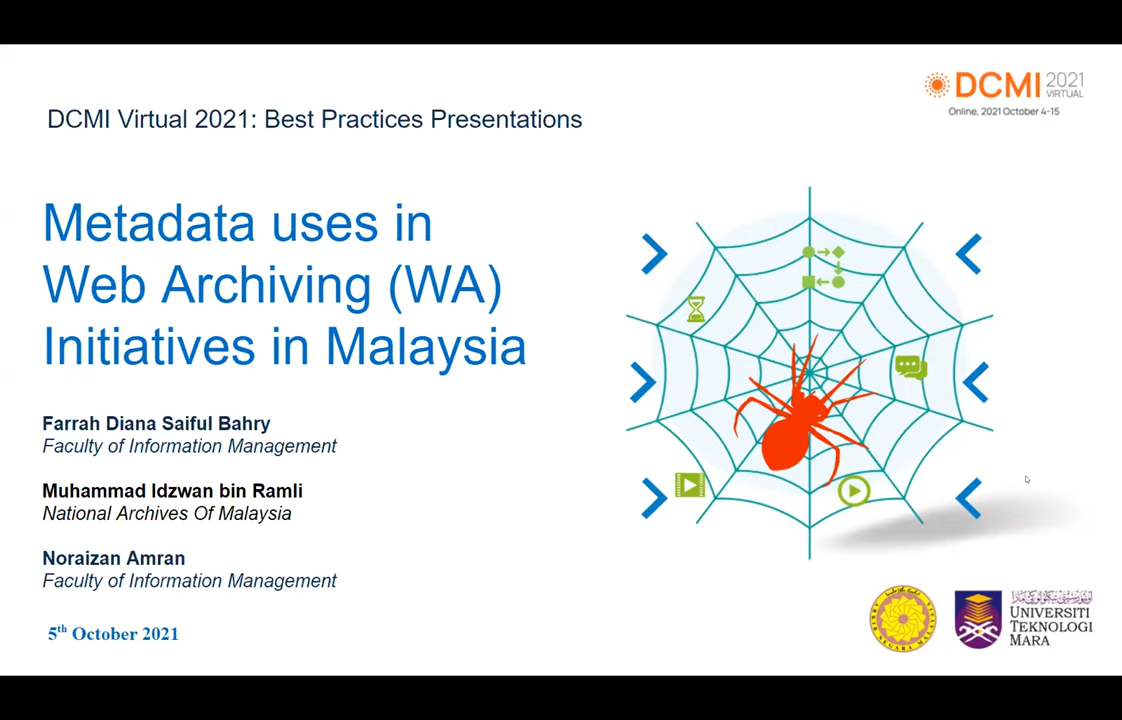 DCMI 2021
VIRTUAL
Online, 2021 October 4-15
DCMI Virtual 2021: Best Practices Presentations
Metadata uses in
Web Archiving (WA)
Initiatives in Malaysia
Farrah Diana Saiful Bahry
Faculty of Information Management
Muhammad Idzwan bin Ramli
National Archives Of Malaysia
Noraizan Amran
Faculty of Information Management
5th October 2021
UNIVERSITI
TEKNOLOGI
MARA